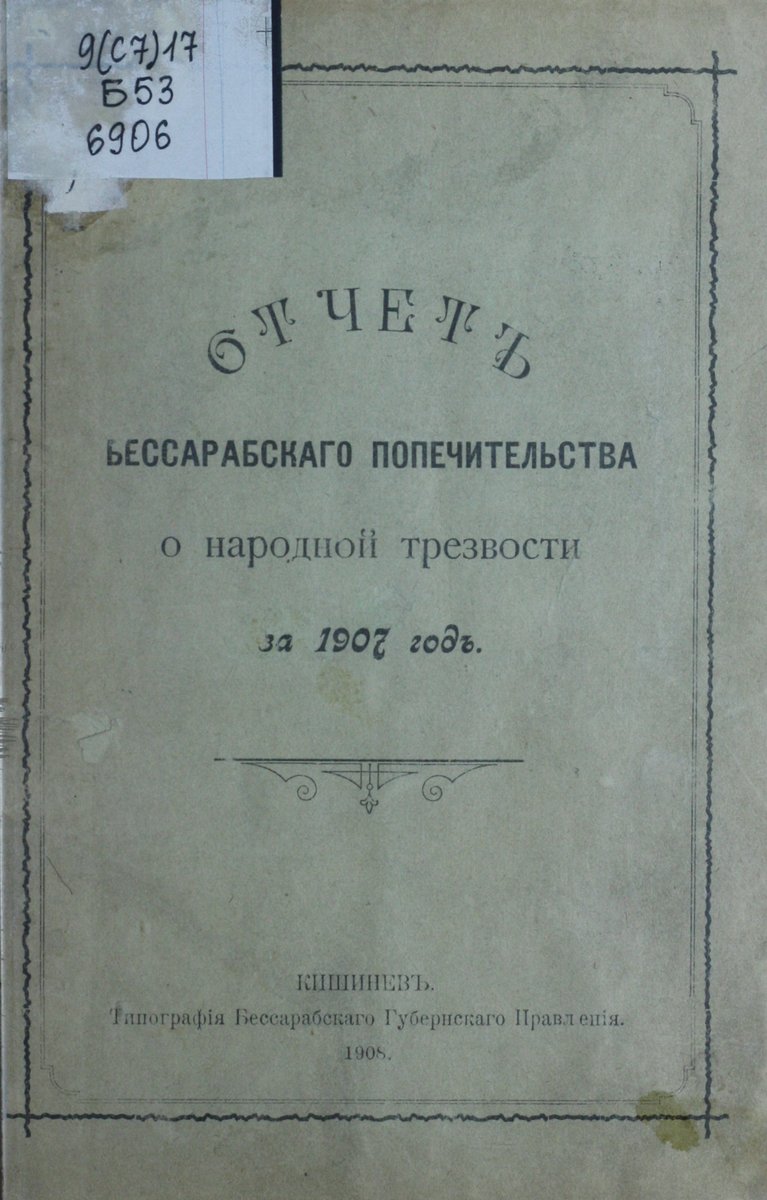 9(С7)17
Б53
6906
ОТЧЕТЪ
БЕССАРАБСКАГО ПОПЕЧИТЕЛЬСТВА
о народной трезвости
за 1907 годъ.
КИШИНЕВЪ.
Типографія Бессарабскаго Губернскаго Правленія.
1908.